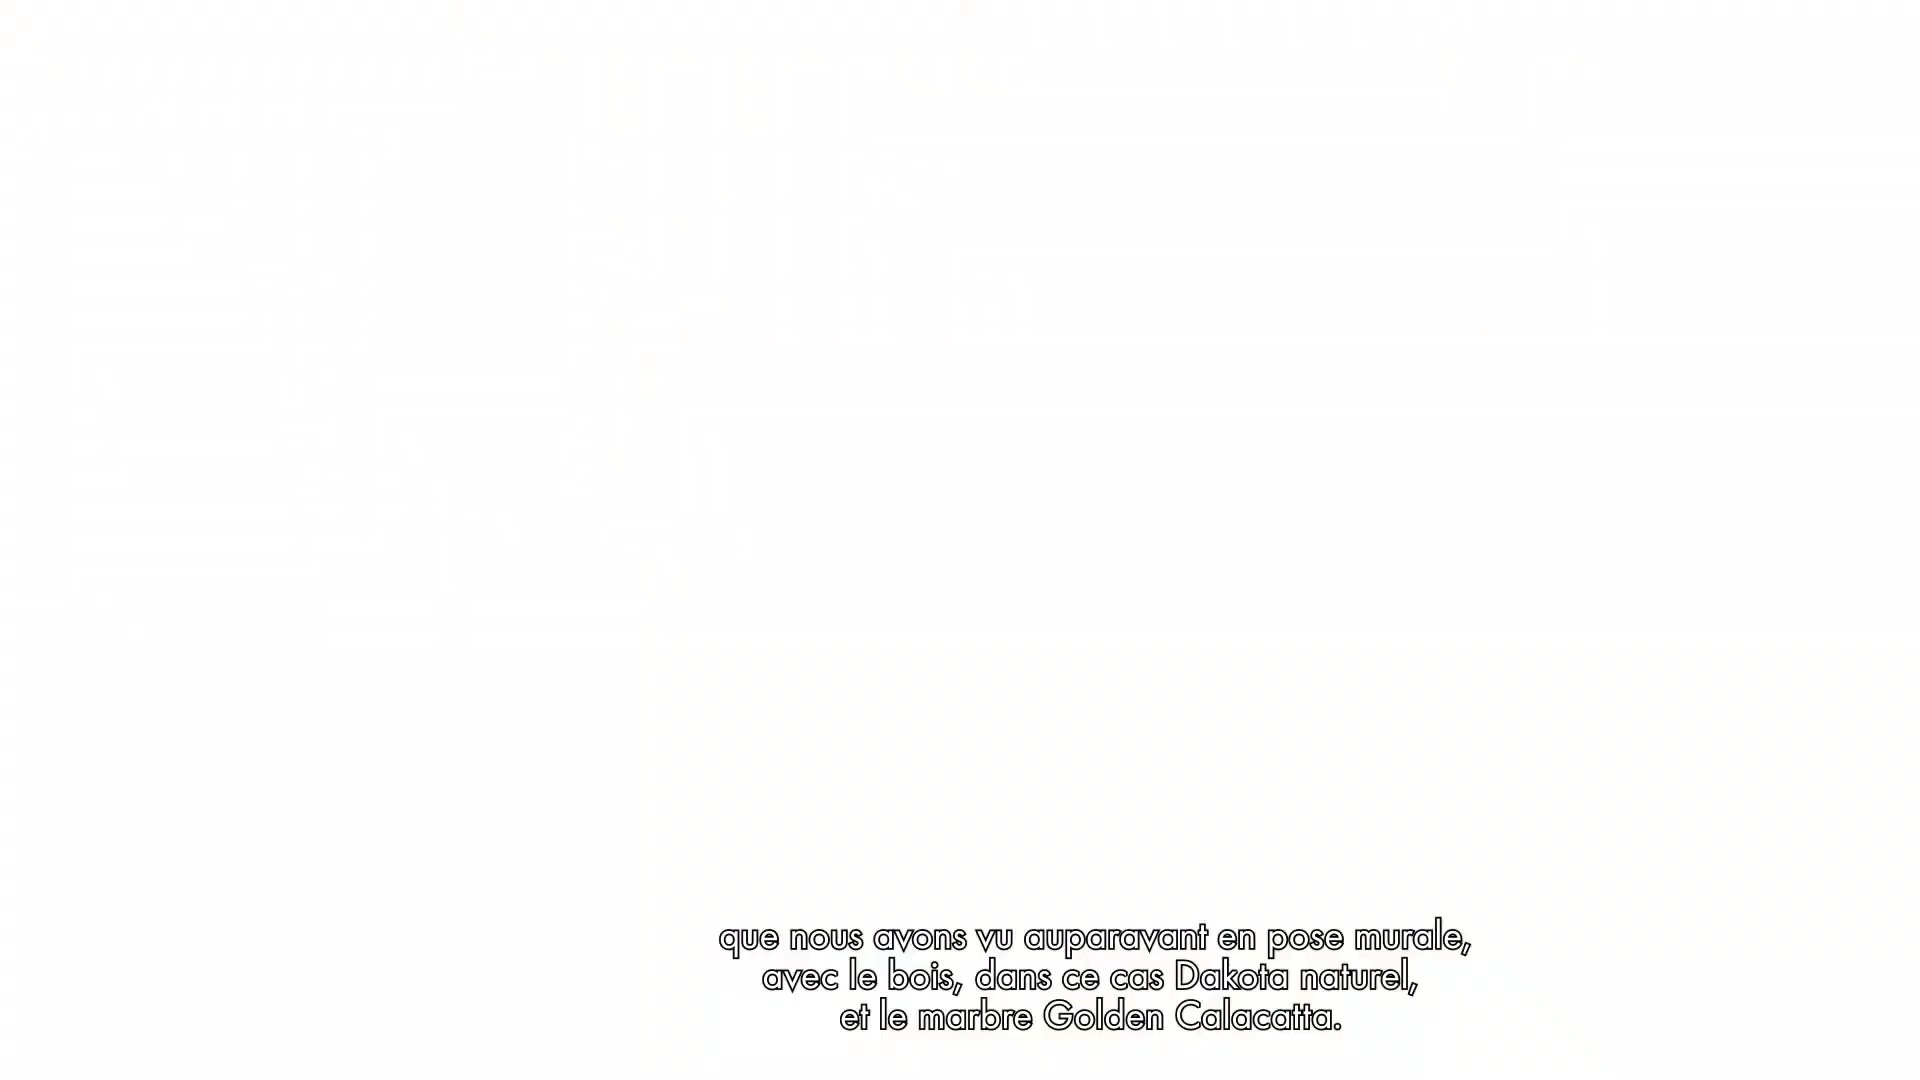 que nous avons vu auparavant en pose murale,
avec le bois, dans ce cas Dakota naturel,
et le marbre Golden Calacatta.